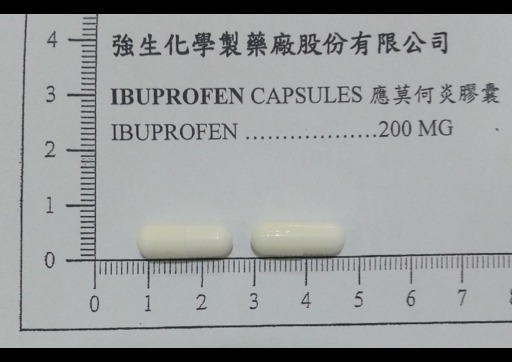 強生化學製藥廠股份有限公司
IBUPROFEN CAPSULES 應莫何炎膠囊
IBUPROFEN ..................200 MG
4
3
2
1
0
0 1 2 3 4 5 6 7